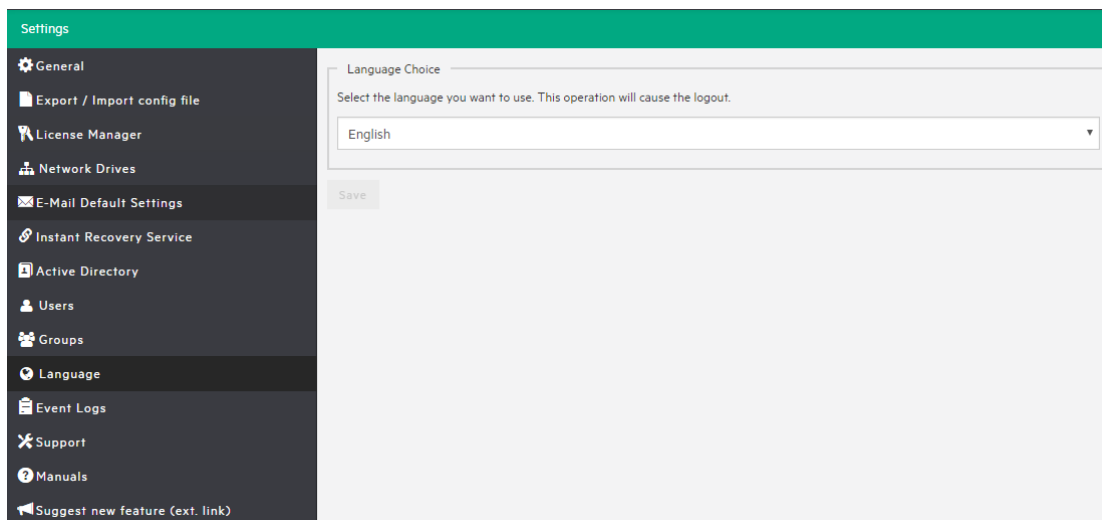 Settings
General
Export / Import config file
License Manager
Network Drives
E-Mail Default Settings
Instant Recovery Service
Active Directory
Users
Groups
Language
Event Logs
Support
Manuals
Suggest new feature (ext. link)
Language Choice
Select the language you want to use. This operation will cause the logout.
English
Save